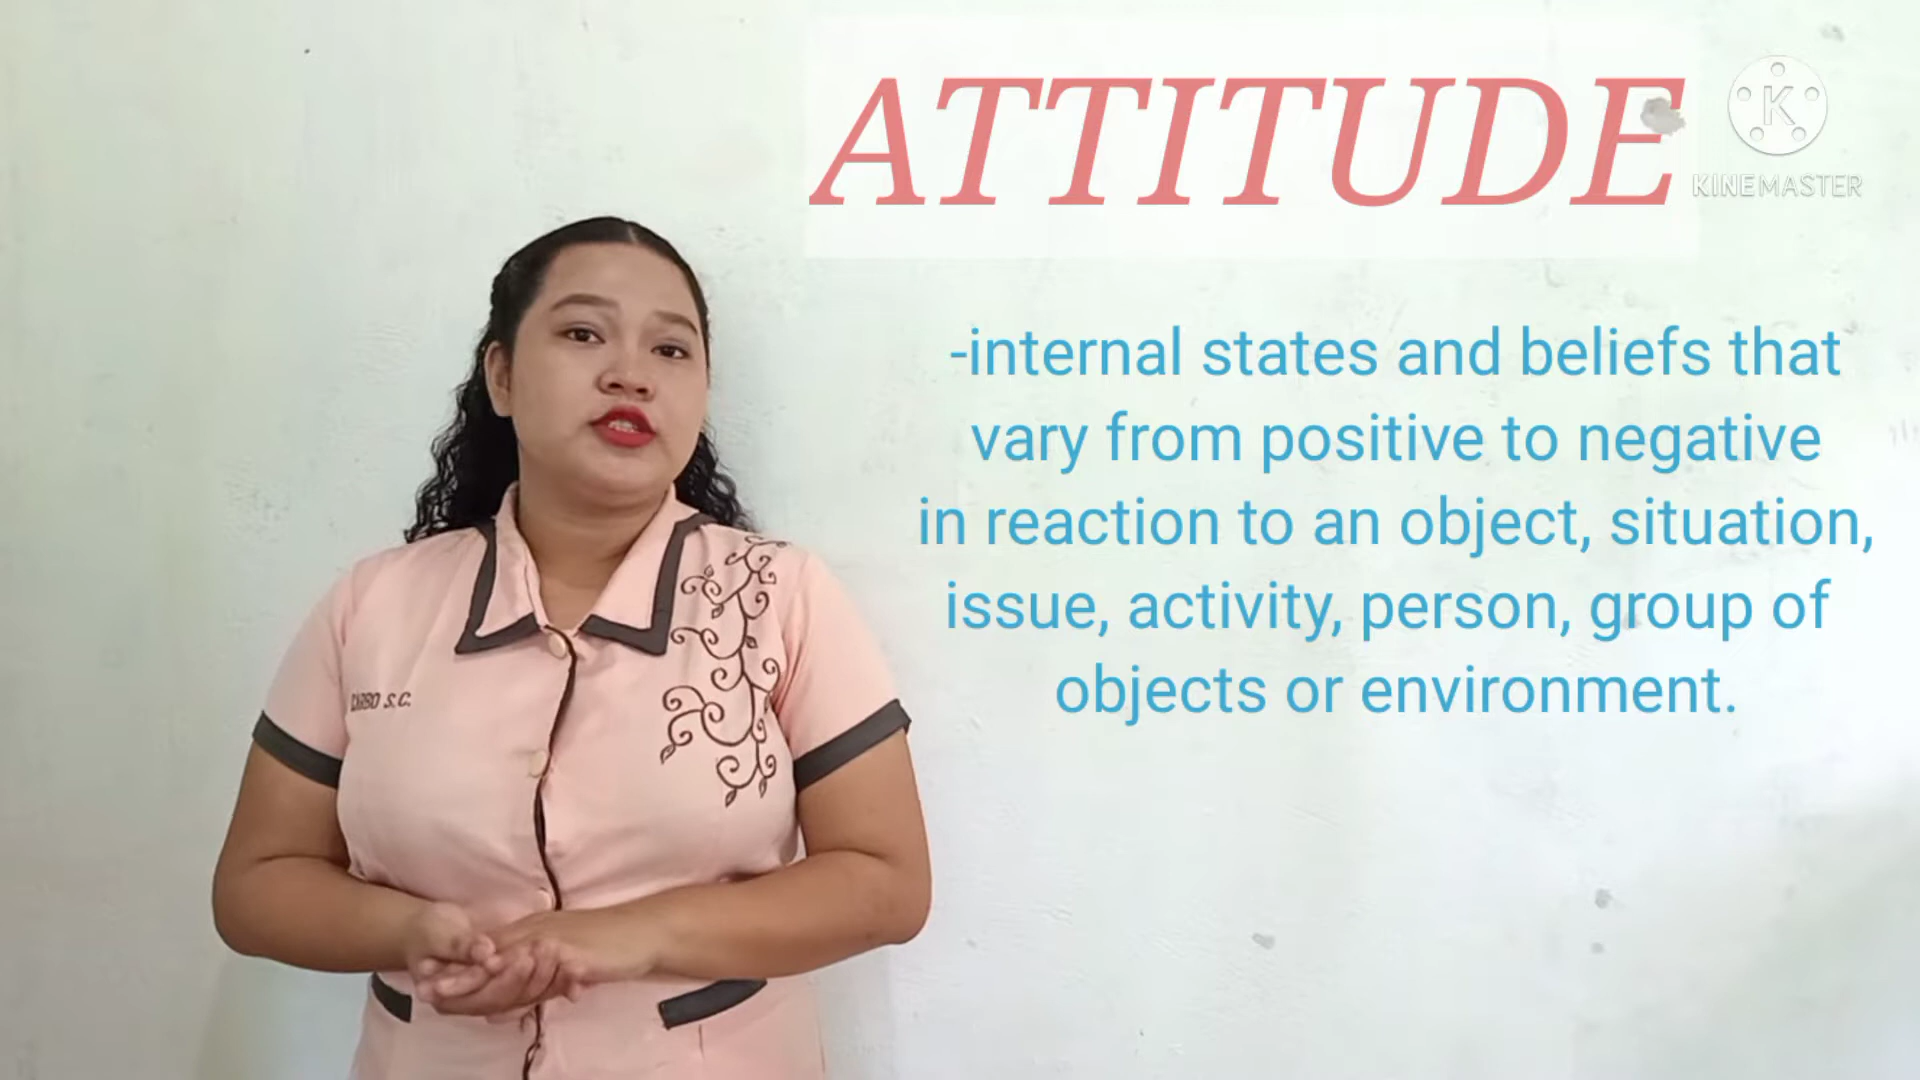 ATTITUDE
KINEMASTER
-internal states and beliefs that
vary from positive to negative
in reaction to an object, situation,
issue, activity, person, group of
objects or environment.
S.C.